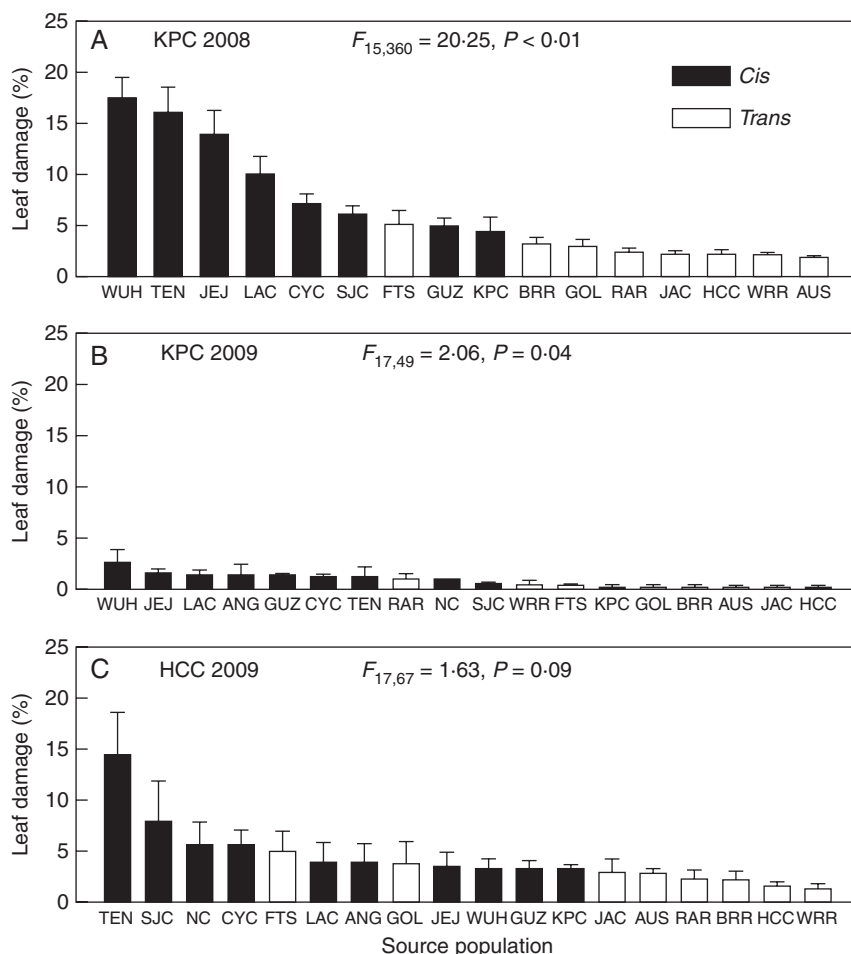 A KPC 2008 F15,360 = 20·25, P < 0·01
Cis
Trans
Leaf damage (%)
25
20
15
10
5
0
WUH TEN JEJ LAC CYC SJC FTS GUZ KPC BRR GOL RAR JAC HCC WRR AUS
B KPC 2009 F17,49 = 2·06, P = 0·04
Leaf damage (%)
25
20
15
10
5
0
WUH JEJ LAC ANG GUZ CYC TEN RAR NC SJC WRR FTS KPC GOL BRR AUS JAC HCC
C HCC 2009 F17,67 = 1·63, P = 0·09
Leaf damage (%)
25
20
15
10
5
0
TEN SJC NC CYC FTS LAC ANG GOL JEJ WUH GUZ KPC JAC AUS RAR BRR HCC WRR
Source population